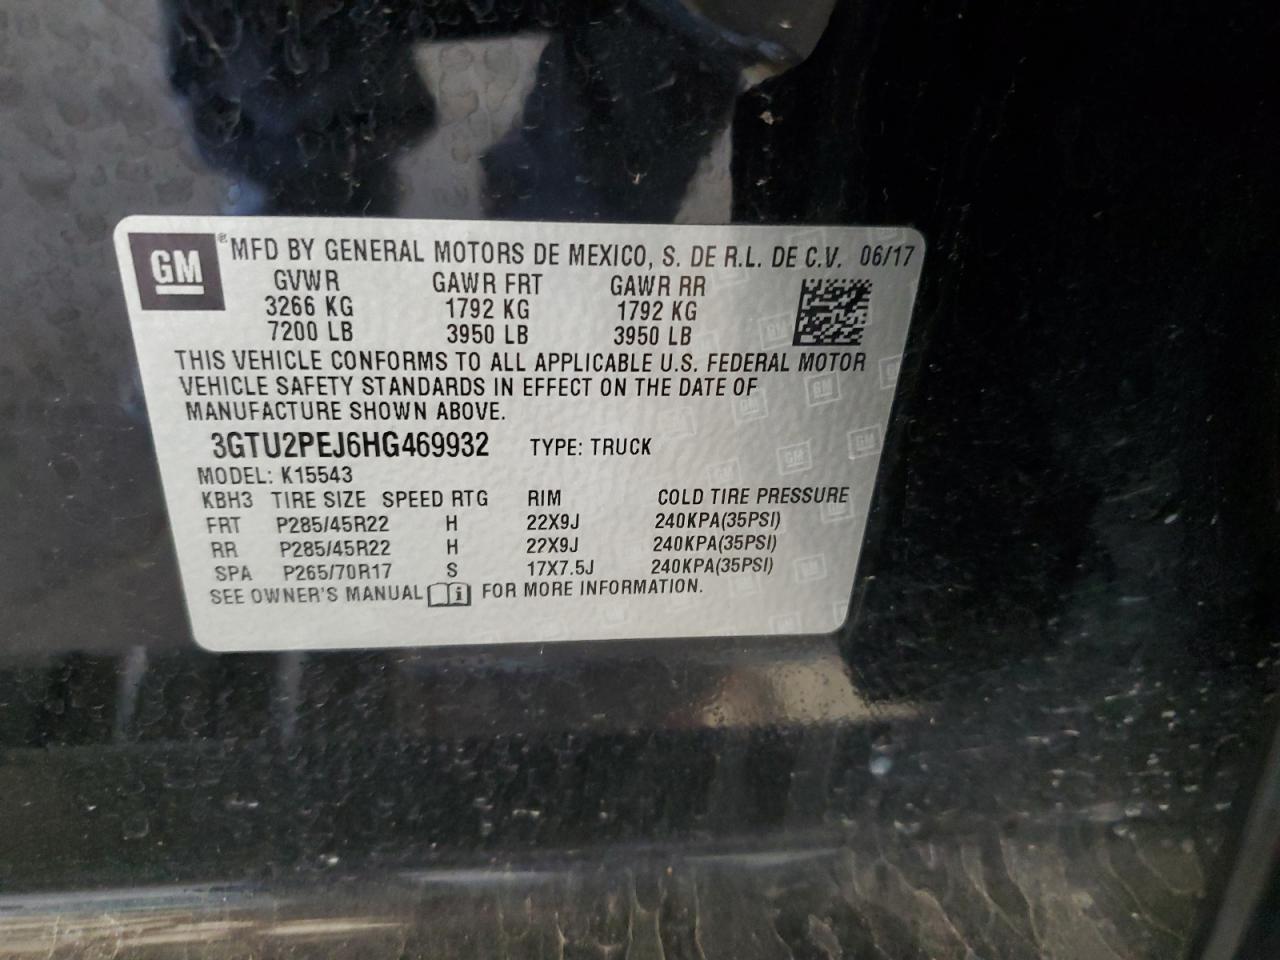 GM® MFD BY GENERAL MOTORS DE MEXICO, S. DE R.L. DE C.V. 06/17
GVWR GAWR FRT GAWR RR
3266 KG 1792 KG 1792 KG
7200 LB 3950 LB 3950 LB
THIS VEHICLE CONFORMS TO ALL APPLICABLE U.S. FEDERAL MOTOR
VEHICLE SAFETY STANDARDS IN EFFECT ON THE DATE OF
MANUFACTURE SHOWN ABOVE.
3GTU2PEJ6HG469932 TYPE: TRUCK
MODEL: K15543
KBH3 TIRE SIZE SPEED RTG RIM COLD TIRE PRESSURE
FRT P285/45R22 H 22X9J 240KPA(35PSI)
RR P285/45R22 H 22X9J 240KPA(35PSI)
SPA P265/70R17 S 17X7.5J 240KPA(35PSI)
SEE OWNER'S MANUAL i FOR MORE INFORMATION.